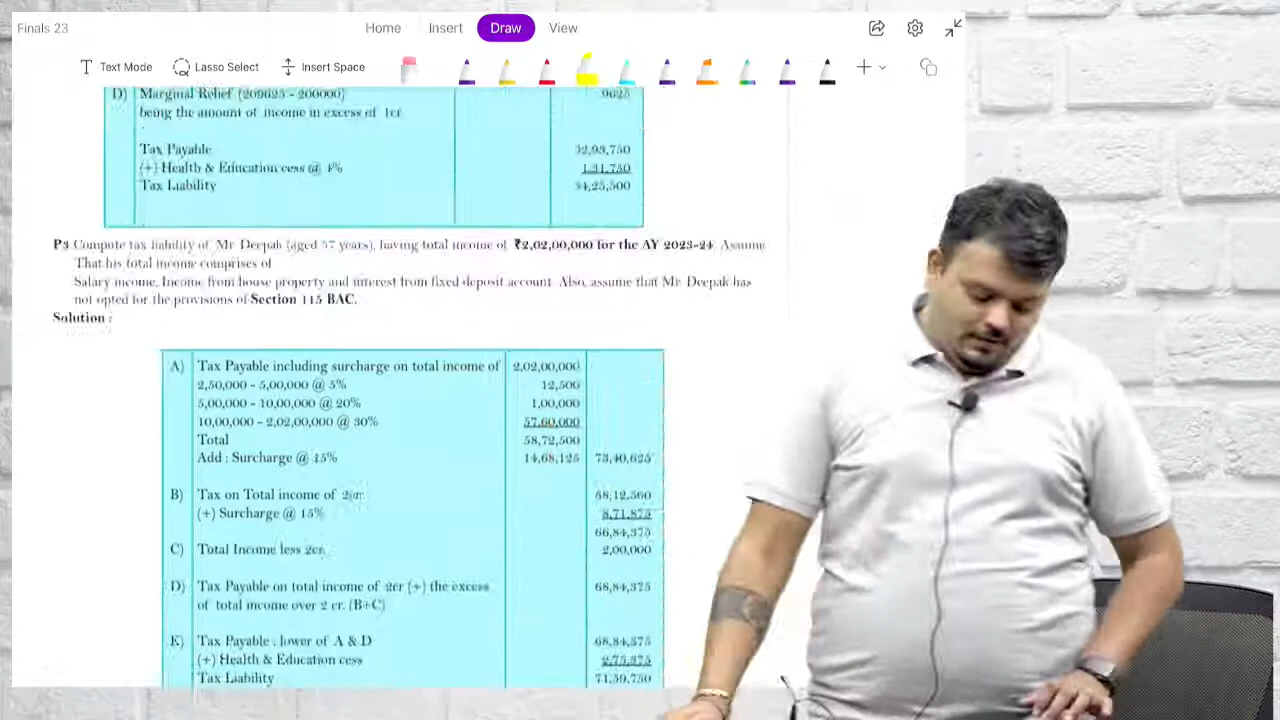 Finals 23
Home Insert Draw View
Text Mode Lasso Select Insert Space
D) Marginal Relief (209625 - 200000) 9625
being the amount of income in excess of 1cr
Tax Payable 32,93,750
(+) Health & Education cess @ 4% 1,31,750
Tax Liability 34,25,500
P3 Compute tax liability of Mr Deepak (aged 57 years), having total income of ₹2,02,00,000 for the AY 2023-24 Assume
That his total income comprises of
Salary income, Income from house property and interest from fixed deposit account Also, assume that Mr Deepak has
not opted for the provisions of Section 115 BAC.
Solution :
A) Tax Payable including surcharge on total income of 2,02,00,000
2,50,000 - 5,00,000 @ 5% 12,500
5,00,000 - 10,00,000 @ 20% 1,00,000
10,00,000 - 2,02,00,000 @ 30% 57,60,000
Total 58,72,500
Add : Surcharge @ 15% 14,68,125 73,40,625
B) Tax on Total income of 2cr. 58,12,500
(+) Surcharge @ 15% 8,71,875
66,84,375
C) Total Income less 2cr. 2,00,000
D) Tax Payable on total income of 2cr (+) the excess 68,84,375
of total income over 2 cr. (B+C)
E) Tax Payable , lower of A & D 68,84,375
(+) Health & Education cess 2,75,375
Tax Liability 71,59,750